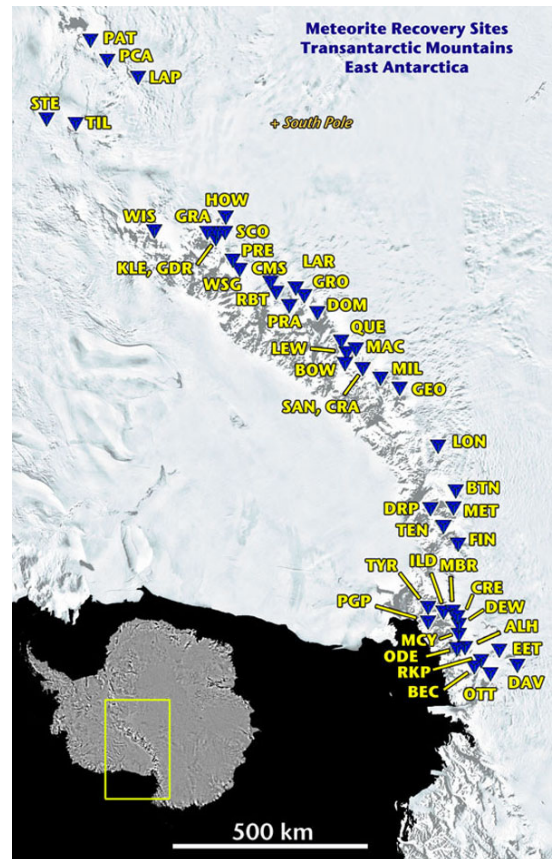 Meteorite Recovery Sites
Transantarctic Mountains
East Antarctica
PAT
PCA
LAP
STE
TIL
+ South Pole
HOW
WIS
GRA
SCO
KLE, GDR
PRE
WSG
CMS
LAR
RBT
GRO
PRA
DOM
QUE
LEW
MAC
BOW
MIL
SAN, CRA
GEO
LON
BTN
DRP
MET
TEN
FIN
TYR
ILD
MBR
CRE
PGP
DEW
MCY
ALH
ODE
EET
RKP
DAV
BEC
OTT
500 km